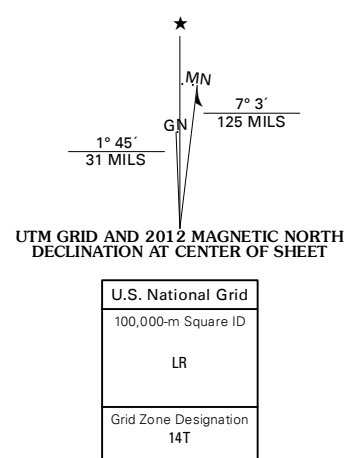 ★
MN
GN
7° 3´
125 MILS
1° 45´
31 MILS
UTM GRID AND 2012 MAGNETIC NORTH
DECLINATION AT CENTER OF SHEET
U.S. National Grid
100,000-m Square ID
LR
Grid Zone Designation
14T